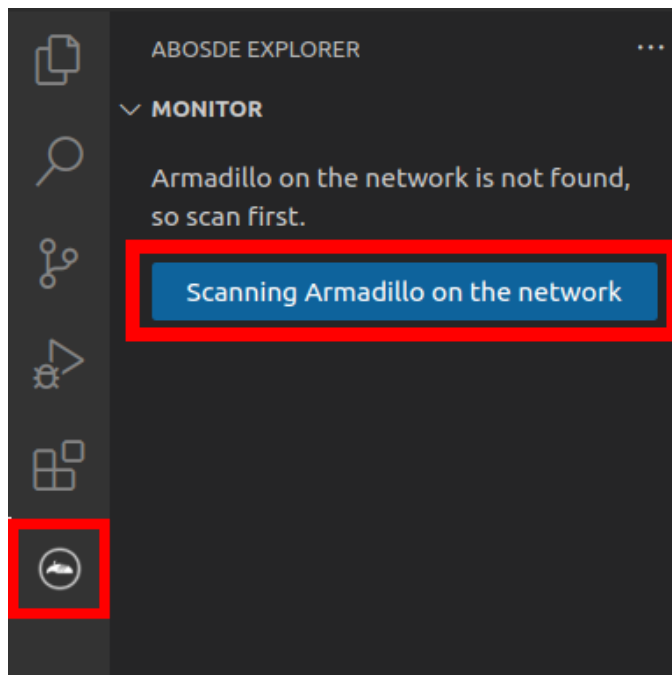 ABOSDE EXPLORER
MONITOR
Armadillo on the network is not found,
so scan first.
Scanning Armadillo on the network